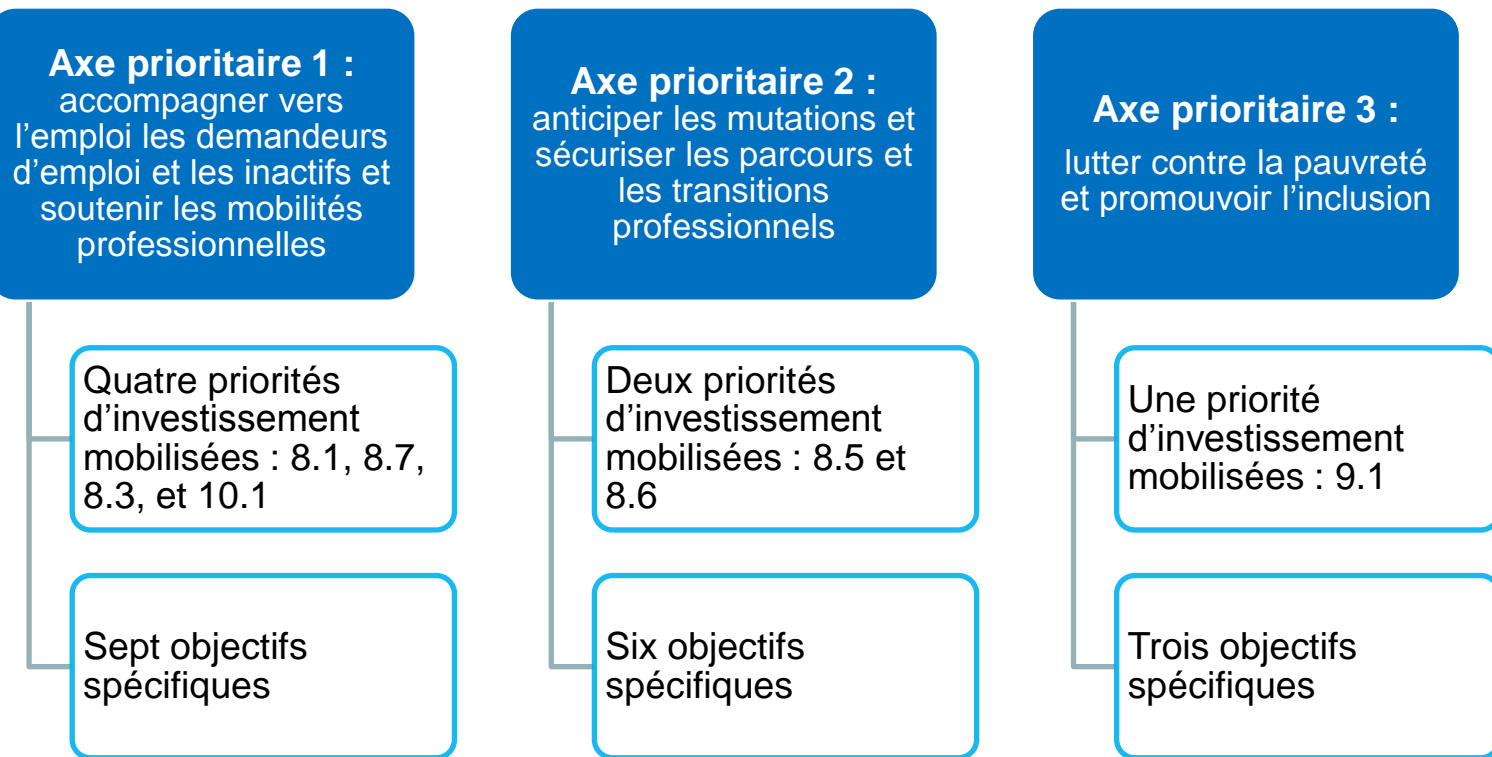 Axe prioritaire 1 :
accompagner vers
l’emploi les demandeurs
d’emploi et les inactifs et
soutenir les mobilités
professionnelles
Quatre priorités
d’investissement
mobilisées : 8.1, 8.7,
8.3, et 10.1
Sept objectifs
spécifiques
Axe prioritaire 2 :
anticiper les mutations et
sécuriser les parcours et
les transitions
professionnels
Deux priorités
d’investissement
mobilisées : 8.5 et
8.6
Six objectifs
spécifiques
Axe prioritaire 3 :
lutter contre la pauvreté
et promouvoir l’inclusion
Une priorité
d’investissement
mobilisées : 9.1
Trois objectifs
spécifiques